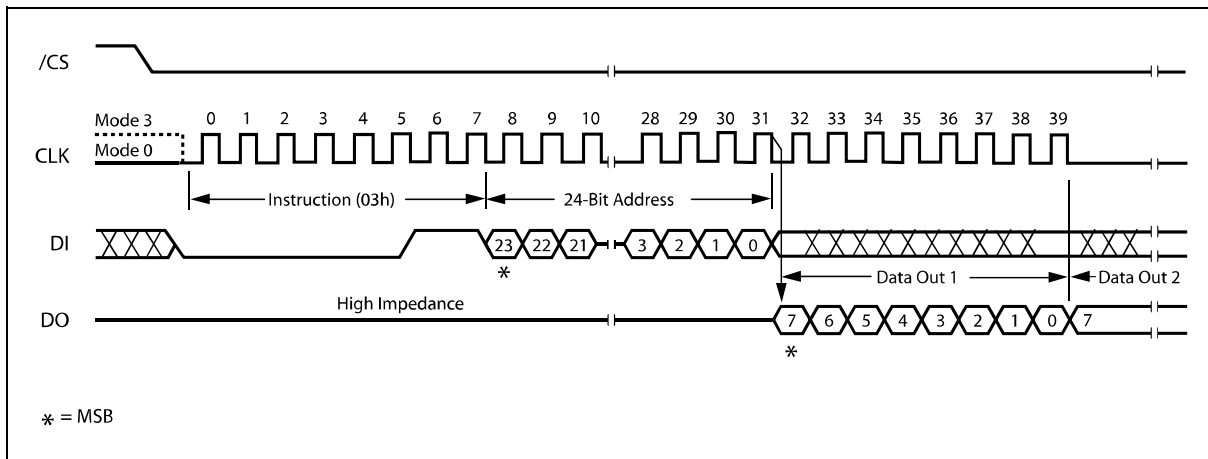 /CS
Mode 3 0 1 2 3 4 5 6 7 8 9 10 28 29 30 31 32 33 34 35 36 37 38 39
CLK Mode 0
Instruction (03h) 24-Bit Address
DI 23 22 21 3 2 1 0
* Data Out 1 Data Out 2
High Impedance
DO 7 6 5 4 3 2 1 0 7
*
* = MSB